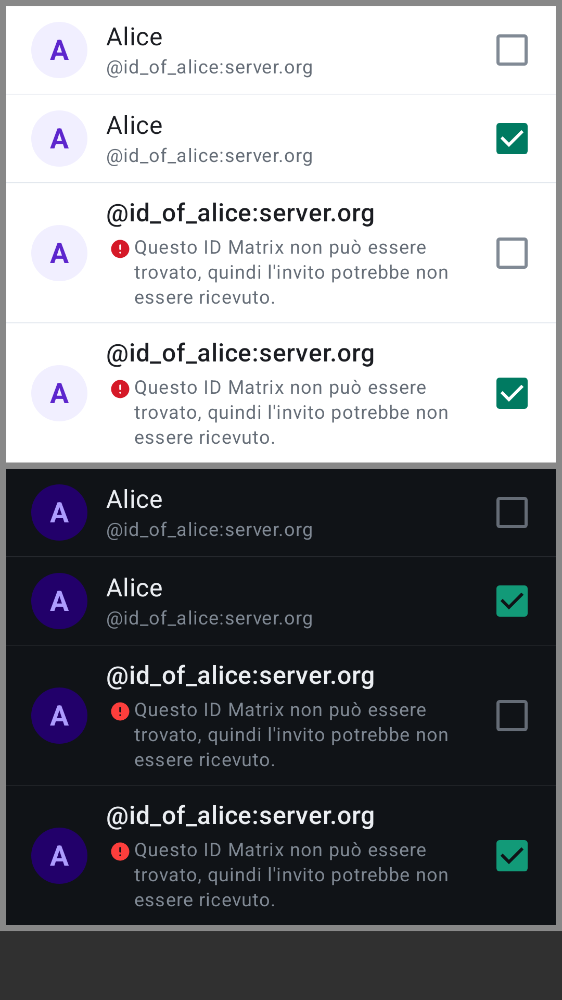 A
Alice
@id_of_alice:server.org
A
Alice
@id_of_alice:server.org
A
@id_of_alice:server.org
Questo ID Matrix non può essere
trovato, quindi l'invito potrebbe non
essere ricevuto.
A
@id_of_alice:server.org
Questo ID Matrix non può essere
trovato, quindi l'invito potrebbe non
essere ricevuto.
A
Alice
@id_of_alice:server.org
A
Alice
@id_of_alice:server.org
A
@id_of_alice:server.org
Questo ID Matrix non può essere
trovato, quindi l'invito potrebbe non
essere ricevuto.
A
@id_of_alice:server.org
Questo ID Matrix non può essere
trovato, quindi l'invito potrebbe non
essere ricevuto.